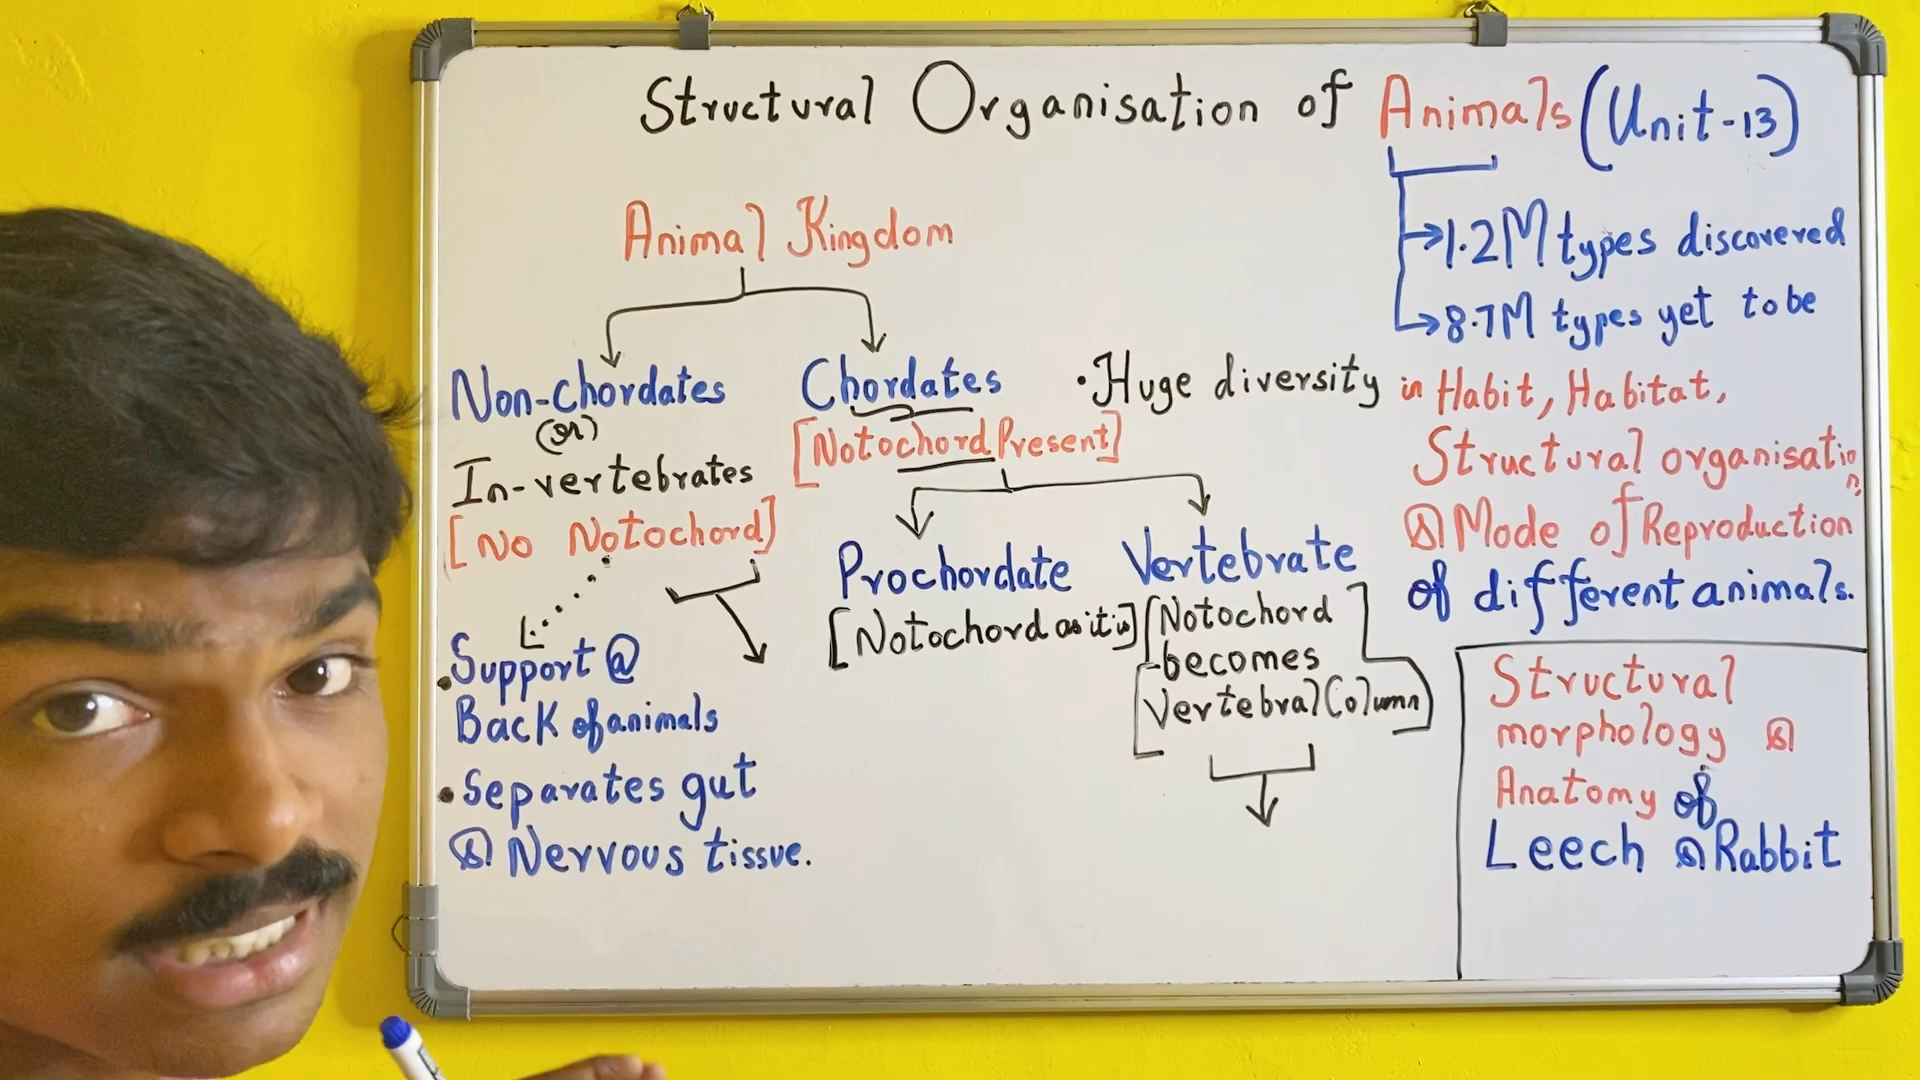 Structural Organisation of Animals (Unit-13)
→1.2M types discovered
→8.7M types yet to be
Animal Kingdom
Non-chordates
(or)
In-vertebrates
[No Notochord]
• Support @
Back of animals
• Separates gut
& Nervous tissue.
Chordates
[Notochord Present]
Prochordate
[Notochord as it is]
Vertebrate
[Notochord
becomes
Vertebral Column]
• Huge diversity in Habit, Habitat,
Structural organisation,
& Mode of Reproduction
of different animals.
Structural
morphology &
Anatomy of
Leech & Rabbit